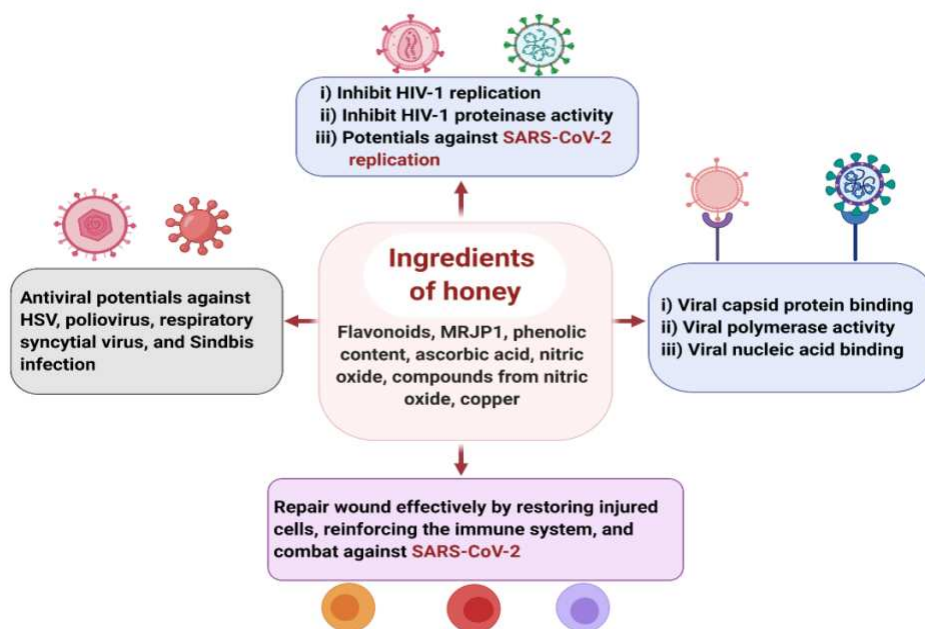 i) Inhibit HIV-1 replication
ii) Inhibit HIV-1 proteinase activity
iii) Potentials against SARS-CoV-2
replication
Antiviral potentials against
HSV, poliovirus, respiratory
syncytial virus, and Sindbis
infection
Ingredients
of honey
Flavonoids, MRJP1, phenolic
content, ascorbic acid, nitric
oxide, compounds from nitric
oxide, copper
i) Viral capsid protein binding
ii) Viral polymerase activity
iii) Viral nucleic acid binding
Repair wound effectively by restoring injured
cells, reinforcing the immune system, and
combat against SARS-CoV-2